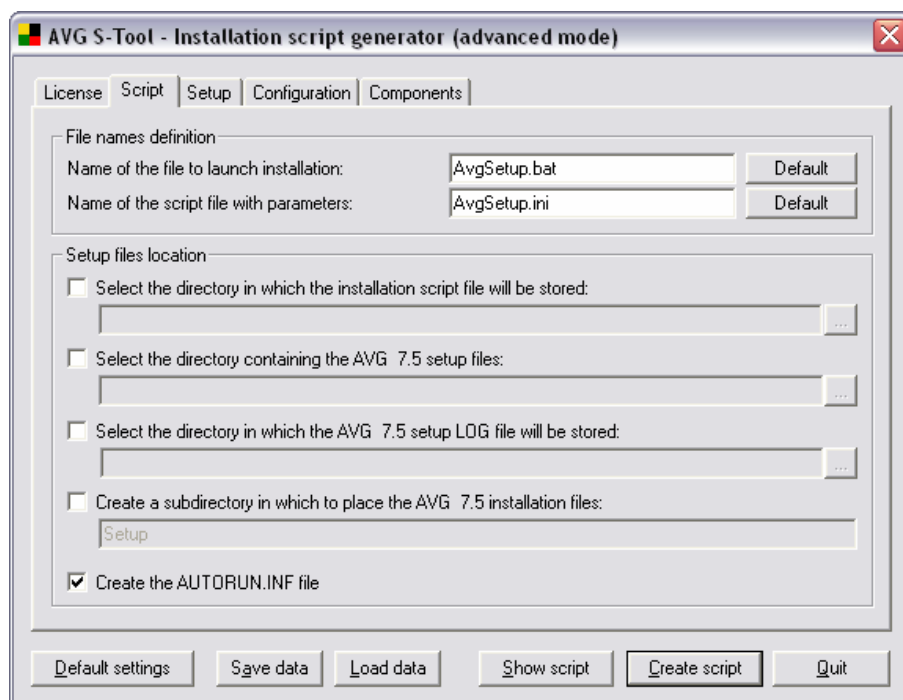 AVG S-Tool - Installation script generator (advanced mode)
License Script Setup Configuration Components
File names definition
Name of the file to launch installation: AvgSetup.bat Default
Name of the script file with parameters: AvgSetup.ini Default
Setup files location
Select the directory in which the installation script file will be stored:
...
Select the directory containing the AVG  7.5 setup files:
...
Select the directory in which the AVG  7.5 setup LOG file will be stored:
...
Create a subdirectory in which to place the AVG  7.5 installation files:
Setup
Create the AUTORUN.INF file
Default settings Save data Load data Show script Create script Quit